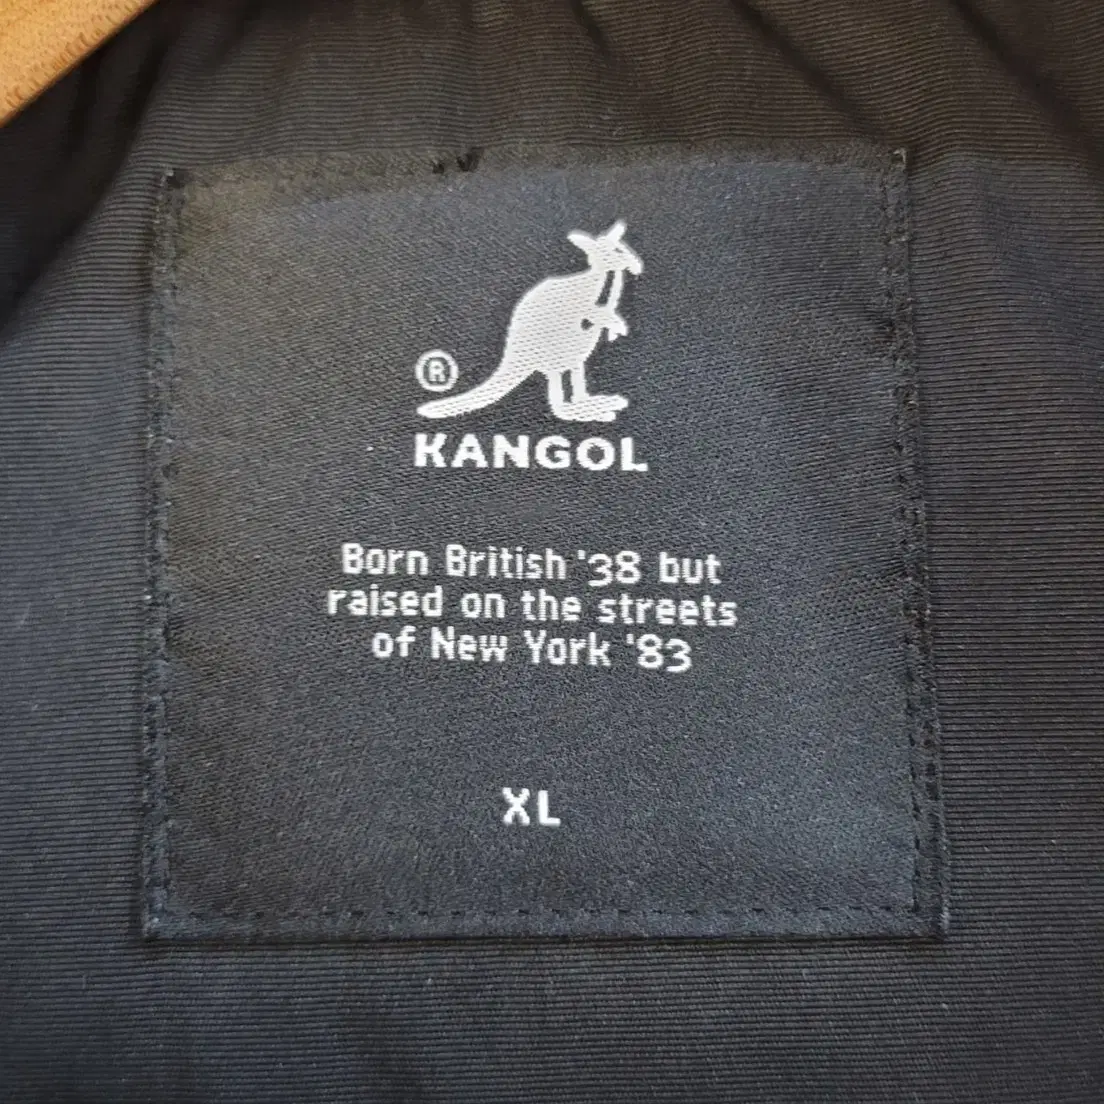 ®
KANGOL
Born British '38 but
raised on the streets
of New York '83
XL